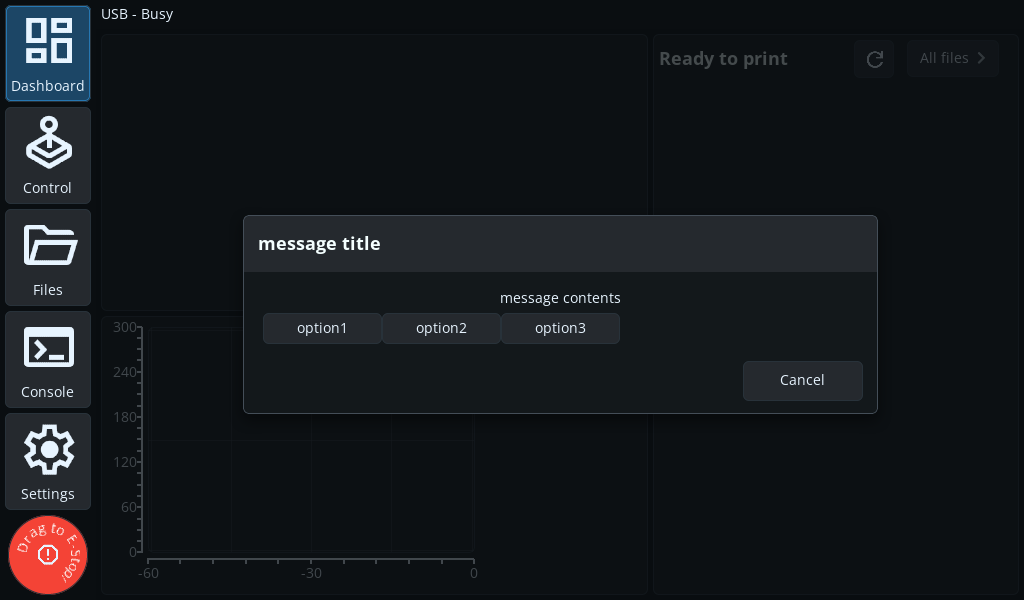 USB - Busy
Dashboard
Control
Files
Console
Settings
Drag to E-Stop!
Ready to print
All files
message title
message contents
option1
option2
option3
Cancel
300
240
180
120
60
0
-60
-30
0